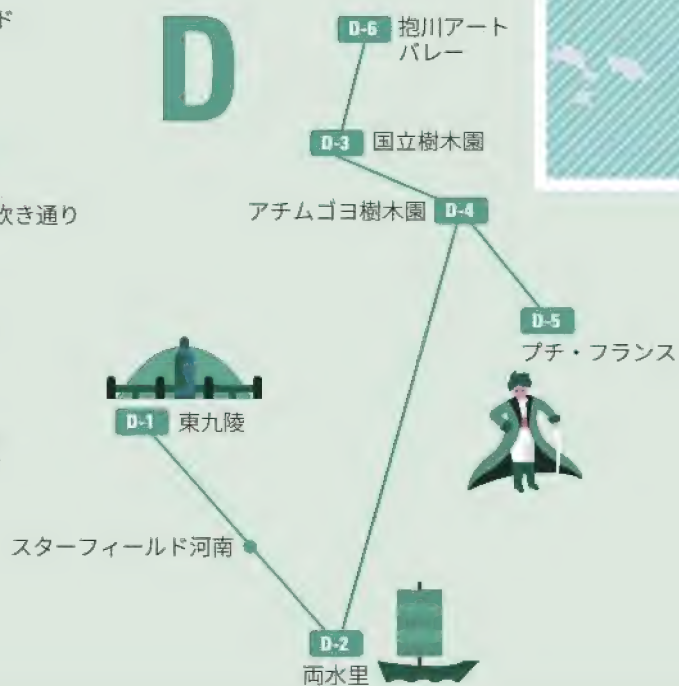 ド
D
D-6 抱川アート
バレー
D-3 国立樹木園
吹き通り
アチムゴヨ樹木園 D-4
D-5
プチ・フランス
D-1 東九陵
スターフィールド河南
D-2
両水里